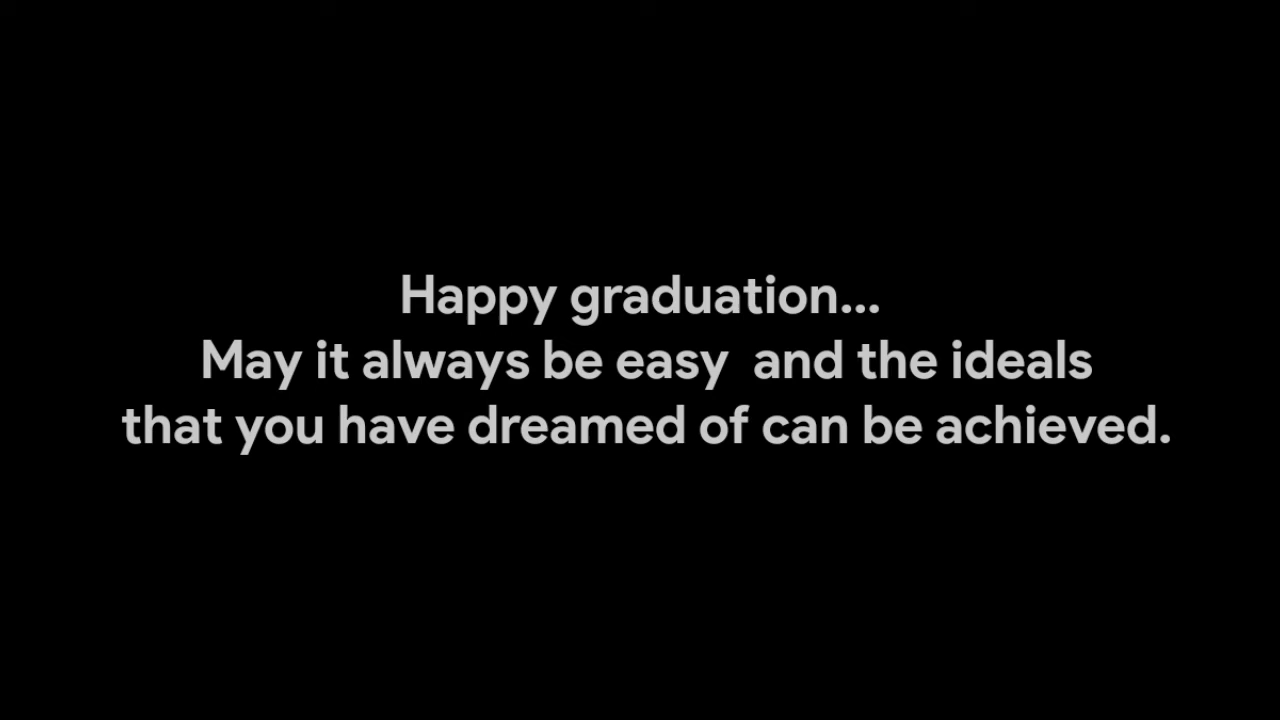 Happy graduation...
May it always be easy  and the ideals
that you have dreamed of can be achieved.